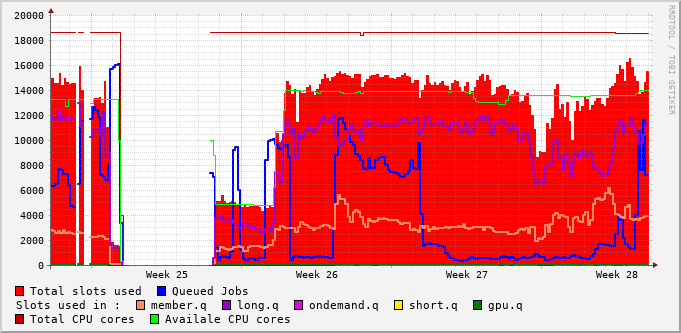 20000
18000
16000
14000
12000
10000
8000
6000
4000
2000
0
Week 25 Week 26 Week 27 Week 28
RRDTOOL / TOBI OETIKER
Total slots used Queued Jobs
Slots used in : member.q long.q ondemand.q short.q gpu.q
Total CPU cores Availale CPU cores